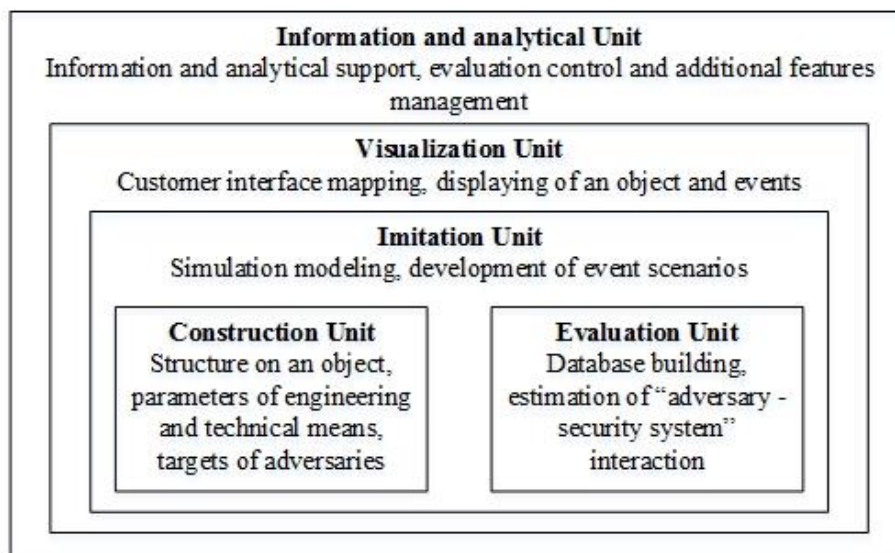 Information and analytical Unit
Information and analytical support, evaluation control and additional features
management
Visualization Unit
Customer interface mapping, displaying of an object and events
Imitation Unit
Simulation modeling, development of event scenarios
Construction Unit
Structure on an object,
parameters of engineering
and technical means,
targets of adversaries
Evaluation Unit
Database building,
estimation of “adversary -
security system”
interaction